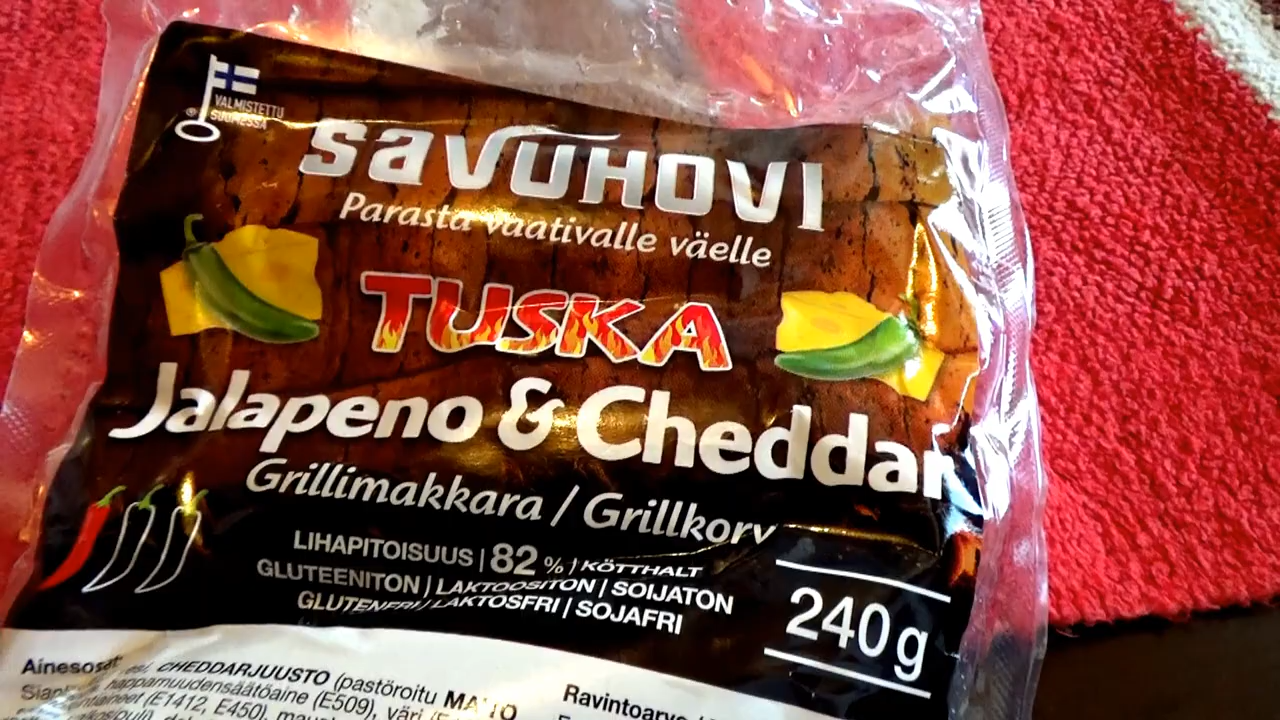 VALMISTETTU
SUOMESSA
SAVUHOVI
Parasta vaativalle väelle
TUSKA
Jalapeno & Cheddar
Grillimakkara / Grillkorv
LIHAPITOISUUS | 82 % | KÖTTHALT
GLUTEENITON | LAKTOOSITON | SOIJATON
GLUTENFRI | LAKTOSFRI | SOJAFRI
240 g
CHEDDARJUUSTO (pastöroitu
happamuudensäätöaine (E509), väri
(E1412, E450),
Ravintoarvo